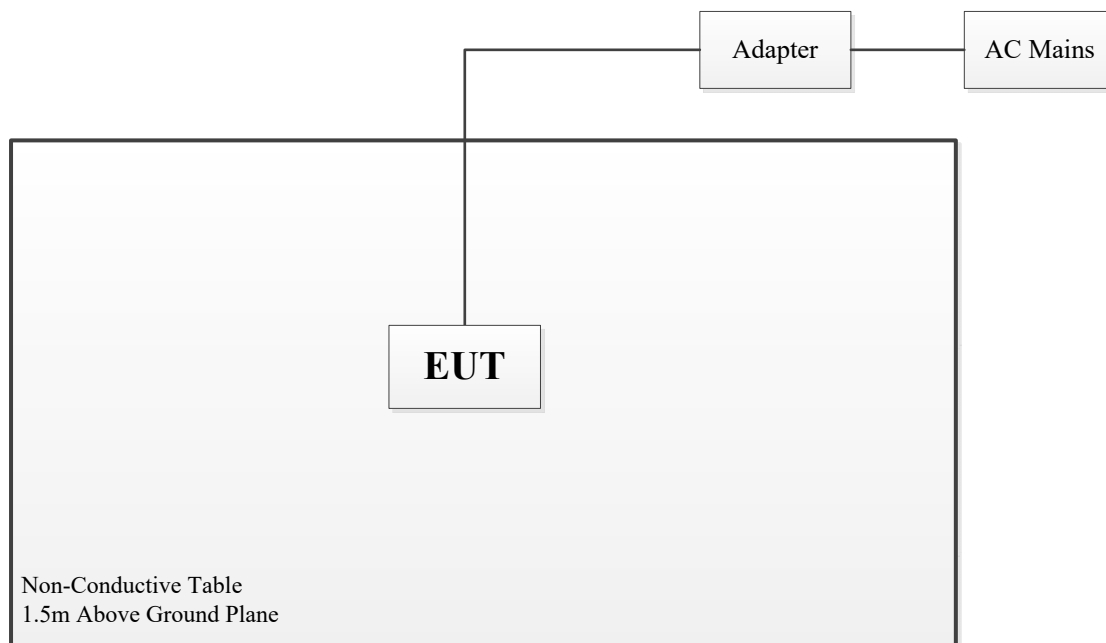 Adapter
AC Mains
EUT
Non-Conductive Table
1.5m Above Ground Plane